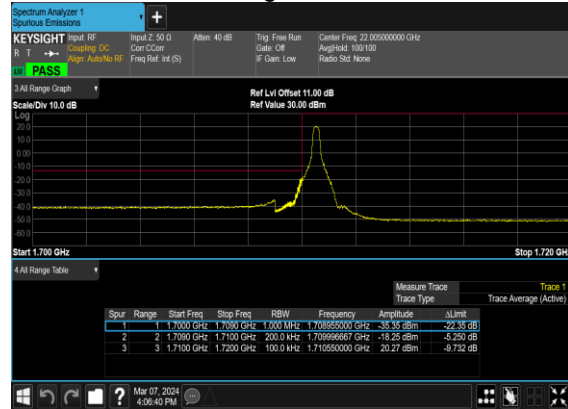 Spectrum Analyzer 1
Spurious Emissions
KEYSIGHT Input: RF Input Z: 50 Ω Atten: 40 dB Trig: Free Run Center Freq: 22.005000000 GHz
R T Coupling: DC Corr CCorr Gate: Off Avg|Hold: 100/100
Align: Auto/No RF Freq Ref: Int (S) IF Gain: Low Radio Std: None
PASS
3 All Range Graph
Ref Lvl Offset 11.00 dB
Scale/Div 10.0 dB Ref Value 30.00 dBm
Log
20.0
10.0
0.00
-10.0
-20.0
-30.0
-40.0
-50.0
-60.0
Start 1.700 GHz Stop 1.720 GHz
4 All Range Table
Measure Trace Trace 1
Trace Type Trace Average (Active)
Spur Range Start Freq Stop Freq RBW Frequency Amplitude ΔLimit
1 1 1.7000 GHz 1.7090 GHz 1.000 MHz 1.708955000 GHz -35.35 dBm -22.35 dB
2 2 1.7090 GHz 1.7100 GHz 200.0 kHz 1.709996667 GHz -18.25 dBm -5.250 dB
3 3 1.7100 GHz 1.7200 GHz 100.0 kHz 1.710550000 GHz 20.27 dBm -9.732 dB
Mar 07, 2024
4:06:40 PM